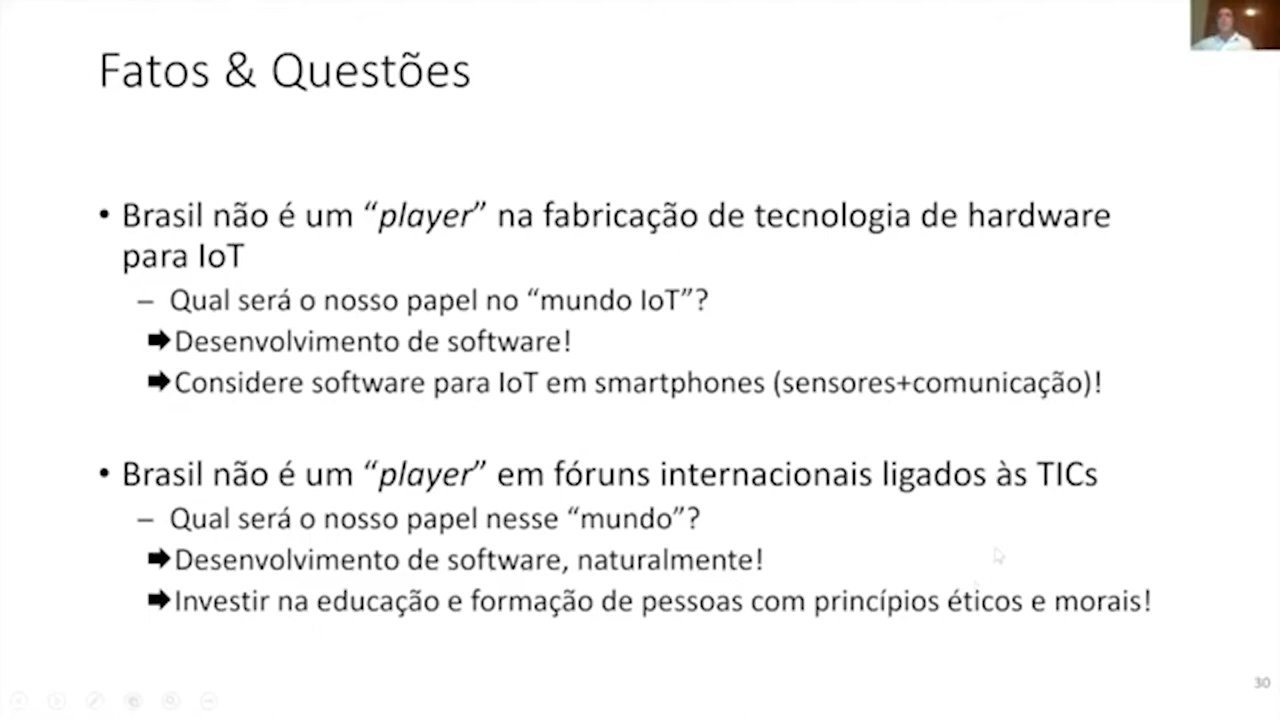 Fatos & Questões
• Brasil não é um “player” na fabricação de tecnologia de hardware
para IoT
– Qual será o nosso papel no “mundo IoT”?
➡Desenvolvimento de software!
➡Considere software para IoT em smartphones (sensores+comunicação)!
• Brasil não é um “player” em fóruns internacionais ligados às TICs
– Qual será o nosso papel nesse “mundo”?
➡Desenvolvimento de software, naturalmente!
➡Investir na educação e formação de pessoas com princípios éticos e morais!
30